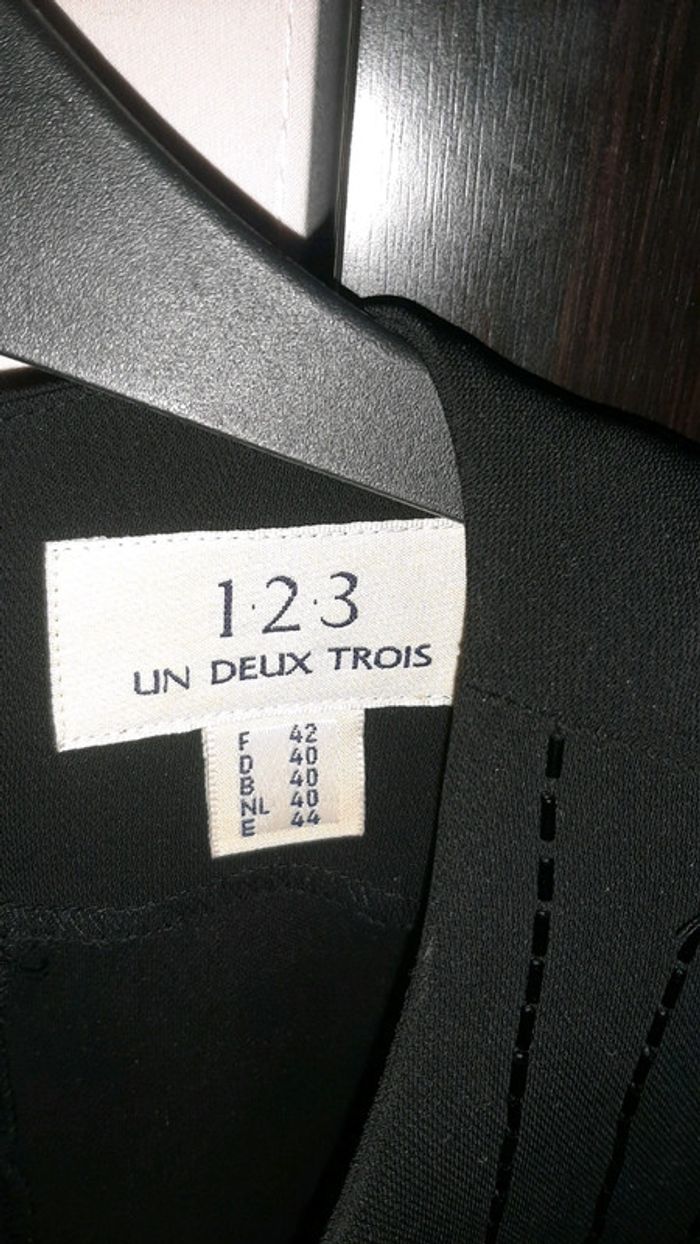 1·2·3
UN DEUX TROIS
F 42
D 40
B 40
NL 40
E 44